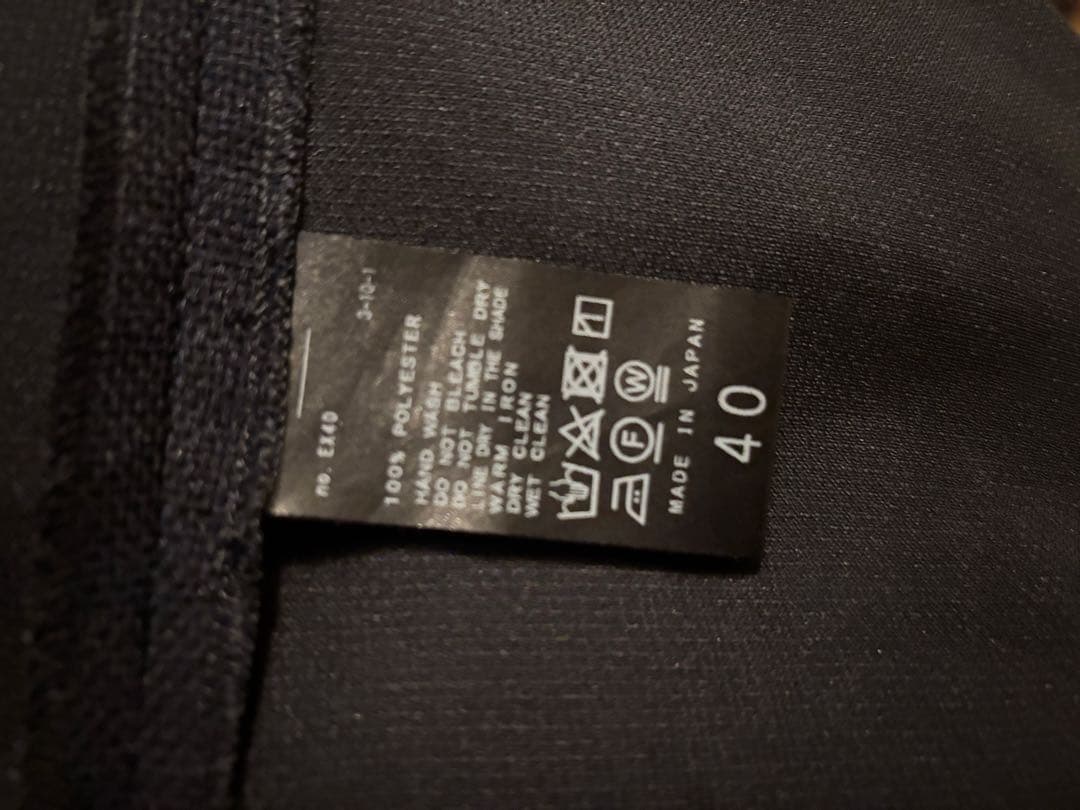 3-10-1
no. EX40
100% POLYESTER
HAND WASH
DO NOT BLEACH
DO NOT TUMBLE DRY
LINE DRY IN THE SHADE
WARM IRON
DRY CLEAN
WET CLEAN
F W
MADE IN JAPAN
40